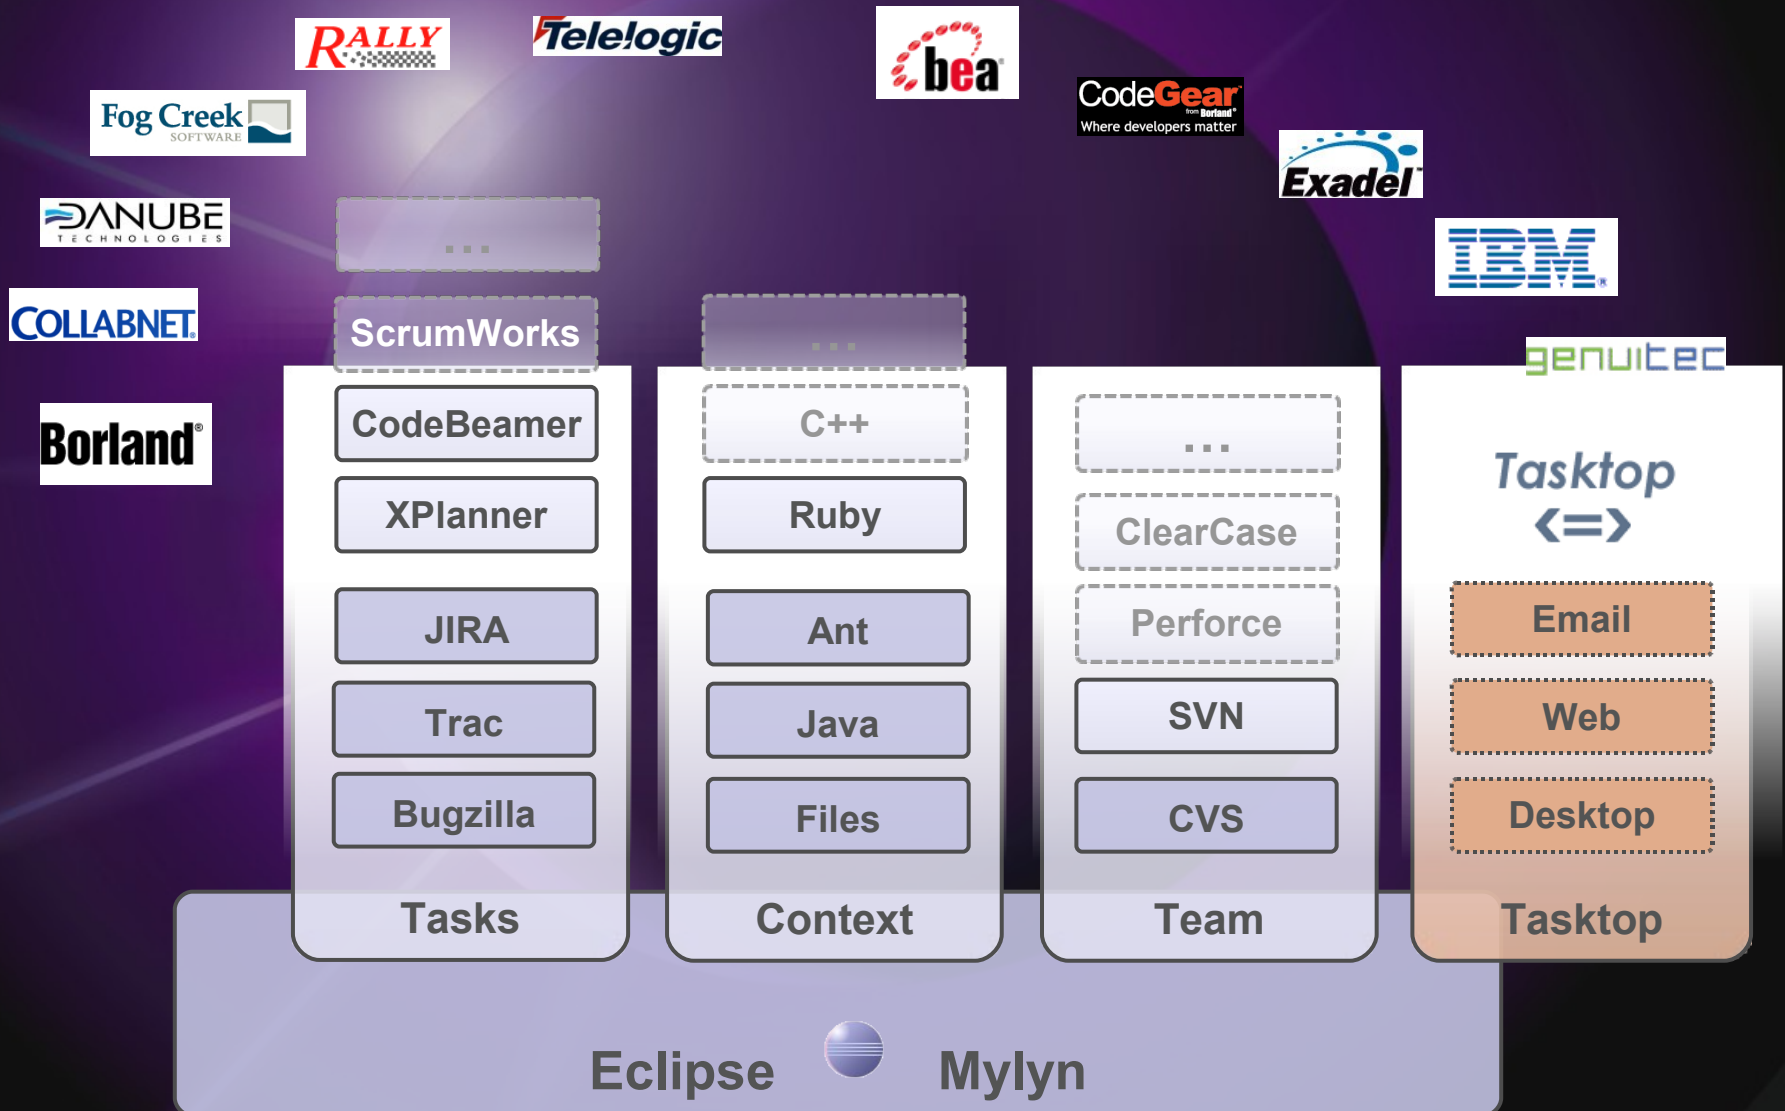 RALLY
Telelogic
bea
CodeGear™
from Borland®
Where developers matter
Fog Creek
SOFTWARE
Exadel™
DANUBE
TECHNOLOGIES
IBM®
COLLABNET®
genuitec
Borland®
...
ScrumWorks
CodeBeamer
XPlanner
JIRA
Trac
Bugzilla
Tasks
...
C++
Ruby
Ant
Java
Files
Context
...
ClearCase
Perforce
SVN
CVS
Team
Tasktop
<=>
Email
Web
Desktop
Tasktop
Eclipse Mylyn